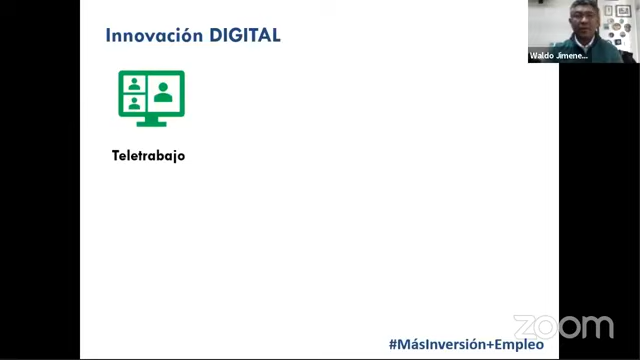 Innovación DIGITAL
Waldo Jimene...
Teletrabajo
#MásInversión+Empleo
zoom